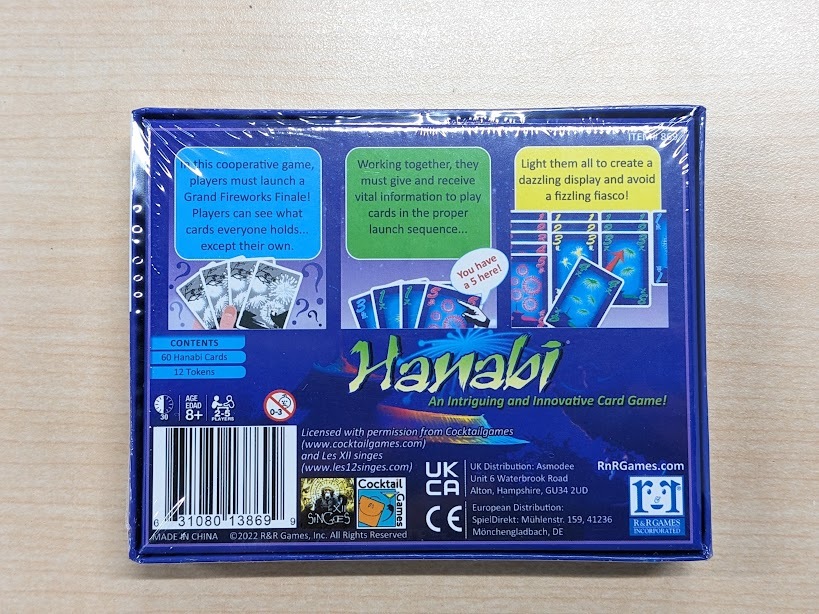 ITEM# 869
In this cooperative game,
players must launch a
Grand Fireworks Finale!
Players can see what
cards everyone holds...
except their own.
Working together, they
must give and receive
vital information to play
cards in the proper
launch sequence...
Light them all to create a
dazzling display and avoid
a fizzling fiasco!
You have
a 5 here!
CONTENTS
60 Hanabi Cards
12 Tokens
Hanabi
An Intriguing and Innovative Card Game!
30
AGE
EDAD
8+
2-5
PLAYERS
0-3
Licensed with permission from Cocktailgames
(www.cocktailgames.com)
and Les XII singes
(www.les12singes.com)
XII
SINGES
Cocktail
Games
UK
CA
CE
UK Distribution: Asmodee
Unit 6 Waterbrook Road
Alton, Hampshire, GU34 2UD
European Distribution:
SpielDirekt: Mühlenstr. 159, 41236
Mönchengladbach, DE
RnRGames.com
R&R
R&R GAMES
INCORPORATED
6 31080 13869 9
MADE IN CHINA ©2022 R&R Games, Inc. All Rights Reserved